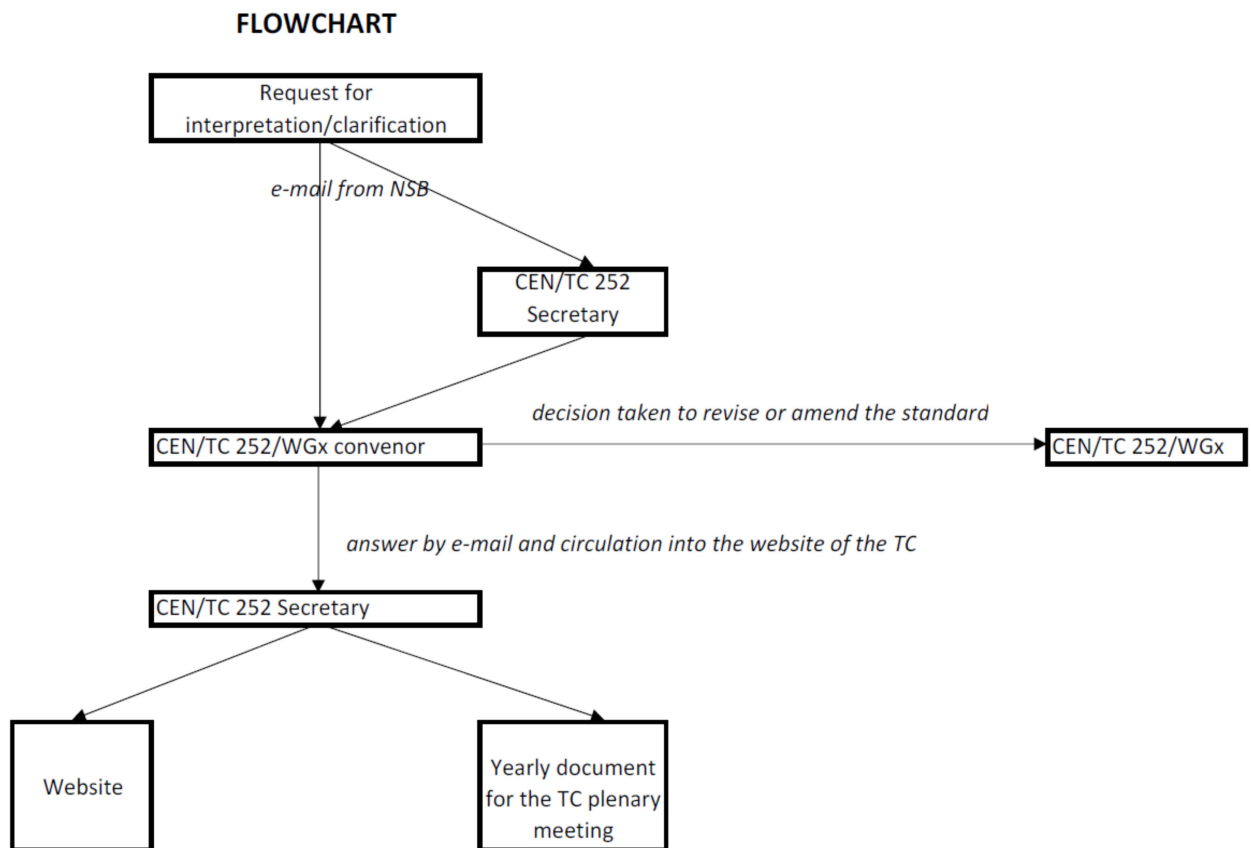 FLOWCHART
Request for
interpretation/clarification
e-mail from NSB
CEN/TC 252
Secretary
decision taken to revise or amend the standard
CEN/TC 252/WGx convenor
CEN/TC 252/WGx
answer by e-mail and circulation into the website of the TC
CEN/TC 252 Secretary
Website
Yearly document
for the TC plenary
meeting